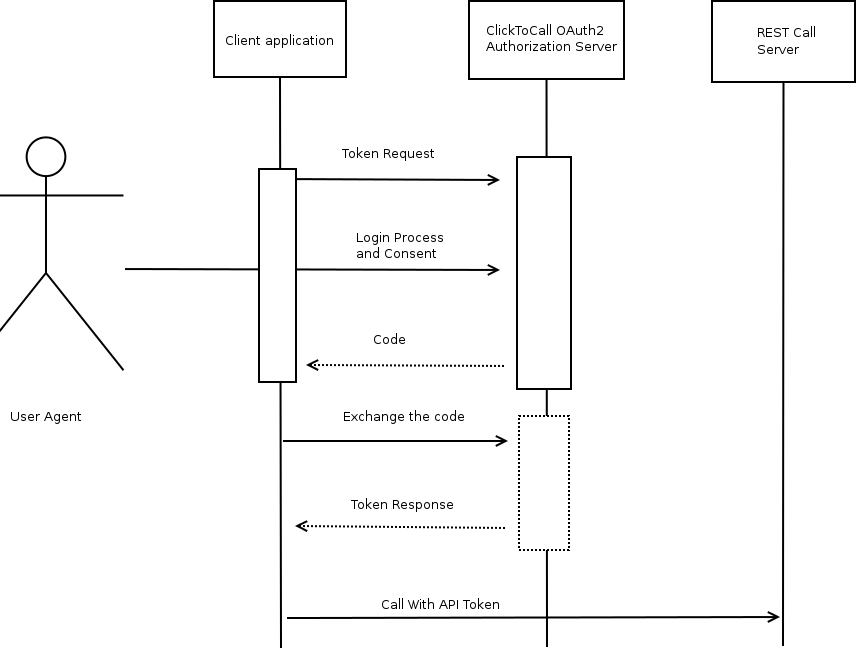 Client application
ClickToCall OAuth2
Authorization Server
REST Call
Server
Token Request
Login Process
and Consent
Code
User Agent
Exchange the code
Token Response
Call With API Token